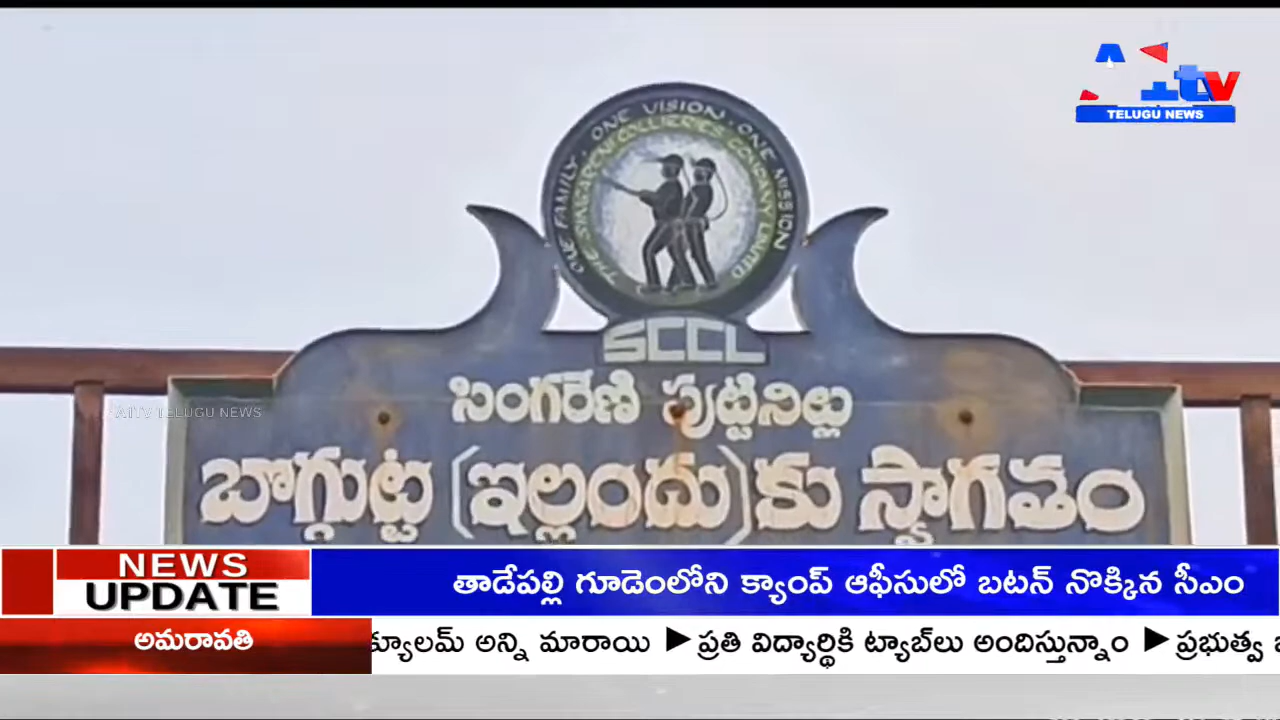 AITV
TELUGU NEWS
ONE FAMILY · ONE VISION · ONE MISSION
THE SINGARENI COLLIERIES COMPANY LIMITED
SCCL
సింగరేణి పుట్టినిల్లు
AITV TELUGU NEWS
బొగ్గుట్ట (ఇల్లందు)కు స్వాగతం
NEWS
UPDATE
తాడేపల్లి గూడెంలోని క్యాంప్ ఆఫీసులో బటన్ నొక్కిన సీఎం
అమరావతి
క్యూలమ్ అన్ని మారాయి ▶ప్రతి విద్యార్థికి ట్యాబ్‌లు అందిస్తున్నాం ▶ప్రభుత్వ